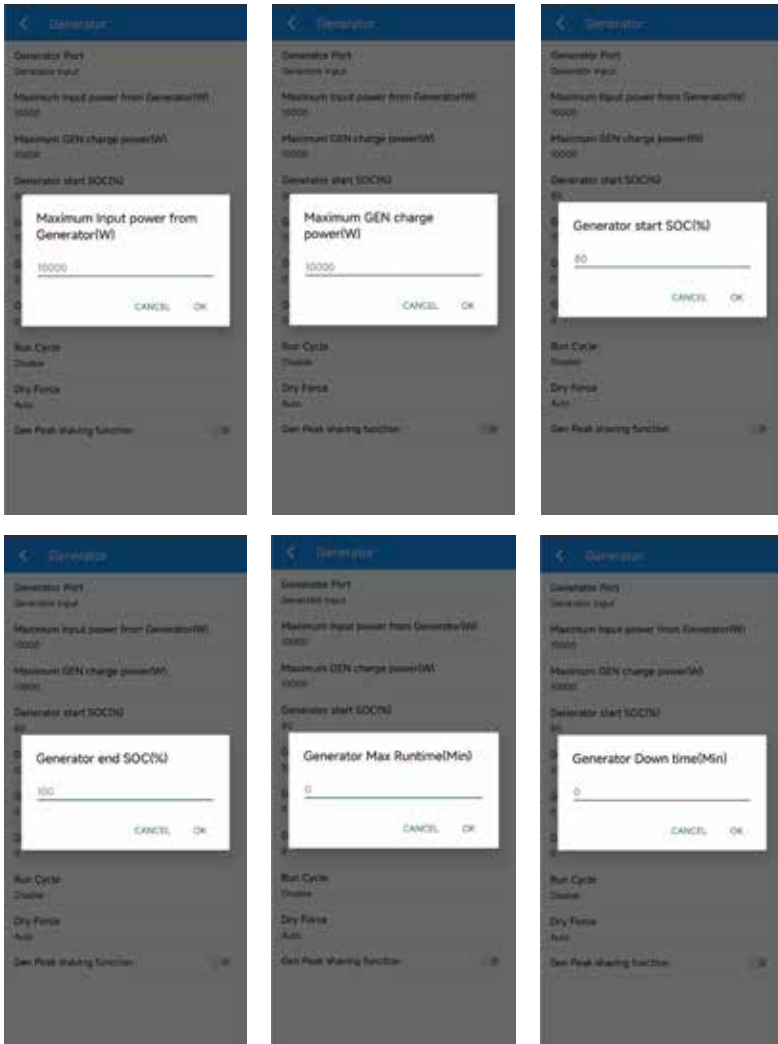 Generator
Generator Port
Generator input
Maximum Input power from Generator(W)
10000
Maximum GEN charge power(W)
10000
Generator start SOC(%)
Maximum Input power from
Generator(W)
10000
CANCEL OK
Run Cycle
Disable
Dry Force
Auto
Gen Peak shaving function
Generator
Generator Port
Generator input
Maximum Input power from Generator(W)
10000
Maximum GEN charge power(W)
10000
Generator start SOC(%)
Maximum GEN charge
power(W)
10000
CANCEL OK
Run Cycle
Disable
Dry Force
Auto
Gen Peak shaving function
Generator
Generator Port
Generator input
Maximum Input power from Generator(W)
10000
Maximum GEN charge power(W)
10000
Generator start SOC(%)
80
Generator start SOC(%)
80
CANCEL OK
Run Cycle
Disable
Dry Force
Auto
Gen Peak shaving function
Generator
Generator Port
Generator input
Maximum Input power from Generator(W)
10000
Maximum GEN charge power(W)
10000
Generator start SOC(%)
80
Generator end SOC(%)
100
CANCEL OK
Run Cycle
Disable
Dry Force
Auto
Gen Peak shaving function
Generator
Generator Port
Generator input
Maximum Input power from Generator(W)
10000
Maximum GEN charge power(W)
10000
Generator start SOC(%)
80
Generator Max Runtime(Min)
0
CANCEL OK
Run Cycle
Disable
Dry Force
Auto
Gen Peak shaving function
Generator
Generator Port
Generator input
Maximum Input power from Generator(W)
10000
Maximum GEN charge power(W)
10000
Generator start SOC(%)
80
Generator Down time(Min)
0
CANCEL OK
Run Cycle
Disable
Dry Force
Auto
Gen Peak shaving function